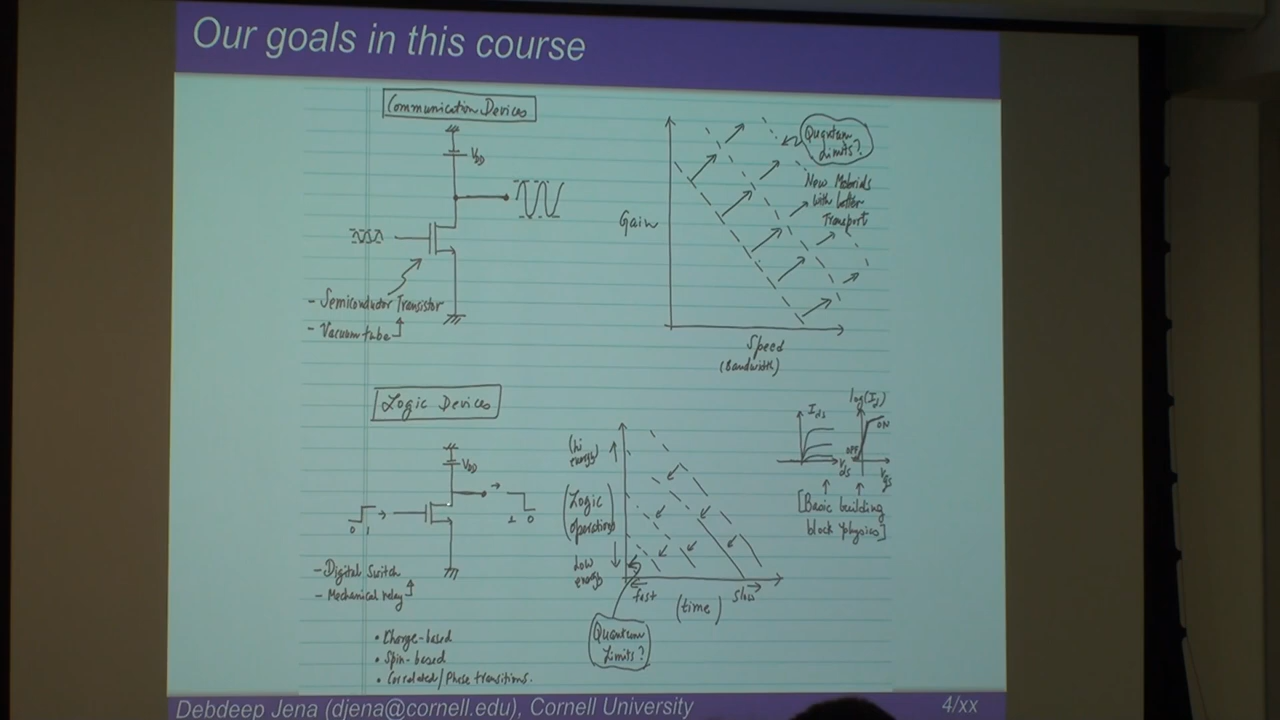 Our goals in this course
Communication Devices
VDD
- Semiconductor Transistor
- Vacuum tube
Gain
Speed
(Bandwidth)
Quantum
Limits?
New Materials
with better
Transport
Logic Devices
VDD
0 1
1 0
- Digital Switch
- Mechanical relay
• Charge-based
• Spin-based
• Correlated/Phase transitions.
(hi
energy)
(Logic
operation)
Low
energy
fast
slow
(time)
Quantum
Limits?
Ids
Vds
log(Id)
ON
OFF
Vgs
[Basic building
block physics]
Debdeep Jena (djena@cornell.edu), Cornell University
4/xx